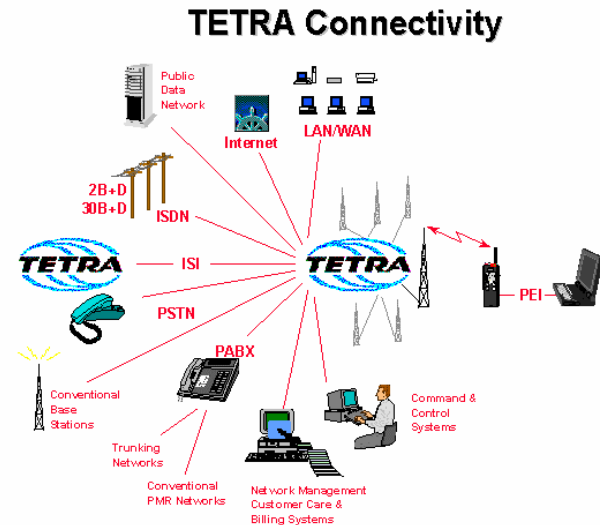 TETRA Connectivity
Public
Data
Network
Internet
LAN/WAN
2B+D
30B+D
ISDN
TETRA
ISI
TETRA
PEI
PSTN
PABX
Conventional
Base
Stations
Command &
Control
Systems
Trunking
Networks
Conventional
PMR Networks
Network Management
Customer Care &
Billing Systems